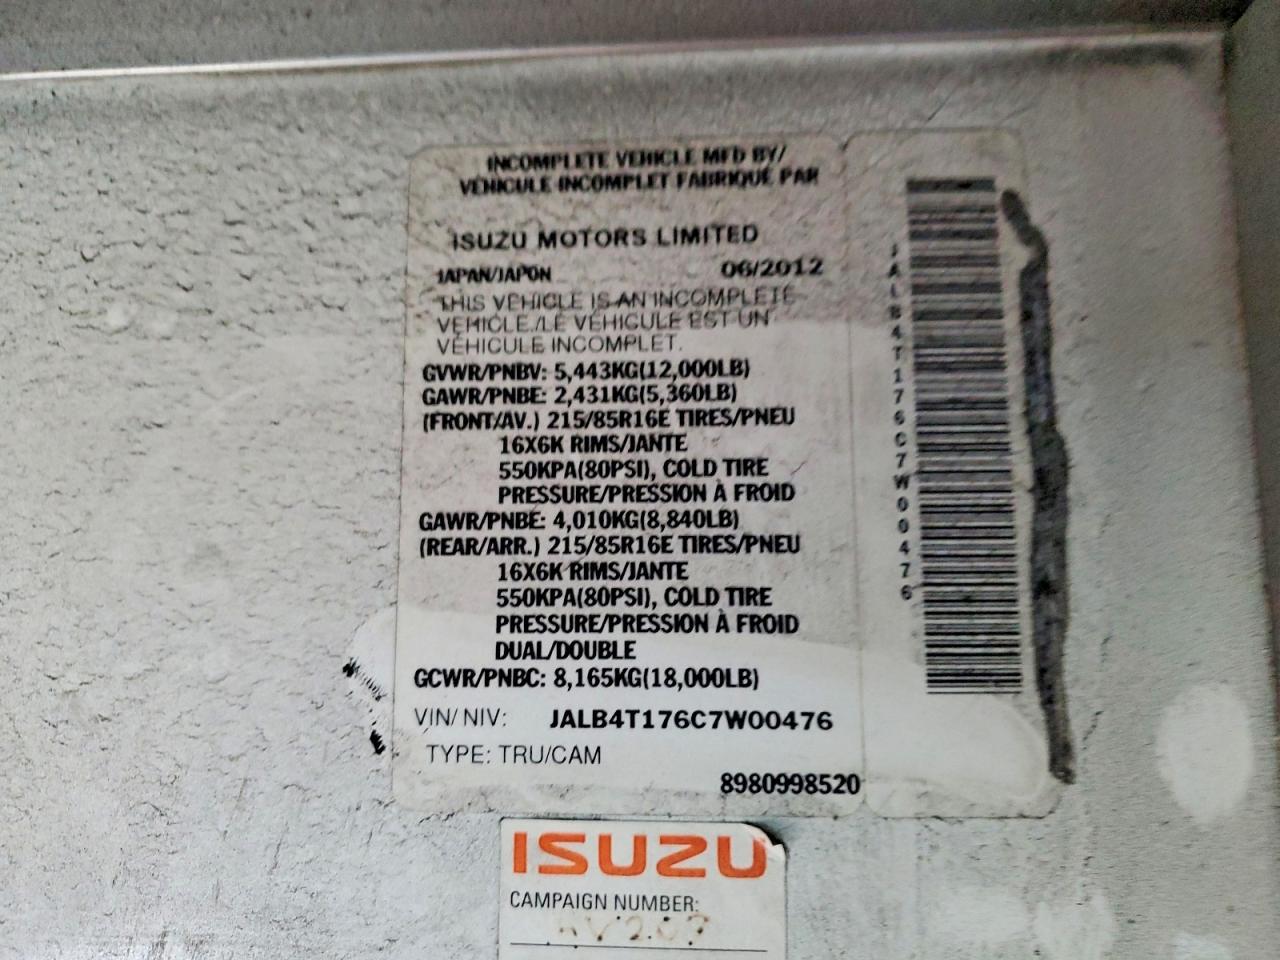 INCOMPLETE VEHICLE MFD BY/
VÉHICULE INCOMPLET FABRIQUÉ PAR
ISUZU MOTORS LIMITED
JAPAN/JAPON 06/2012
THIS VEHICLE IS AN INCOMPLETE
VEHICLE./LE VÉHICULE EST UN
VÉHICULE INCOMPLET.
GVWR/PNBV: 5,443KG(12,000LB)
GAWR/PNBE: 2,431KG(5,360LB)
(FRONT/AV.) 215/85R16E TIRES/PNEU
16X6K RIMS/JANTE
550KPA(80PSI), COLD TIRE
PRESSURE/PRESSION À FROID
GAWR/PNBE: 4,010KG(8,840LB)
(REAR/ARR.) 215/85R16E TIRES/PNEU
16X6K RIMS/JANTE
550KPA(80PSI), COLD TIRE
PRESSURE/PRESSION À FROID
DUAL/DOUBLE
GCWR/PNBC: 8,165KG(18,000LB)
VIN/NIV: JALB4T176C7W00476
TYPE: TRU/CAM
8980998520
JALB4T176C7W00476
ISUZU
CAMPAIGN NUMBER: